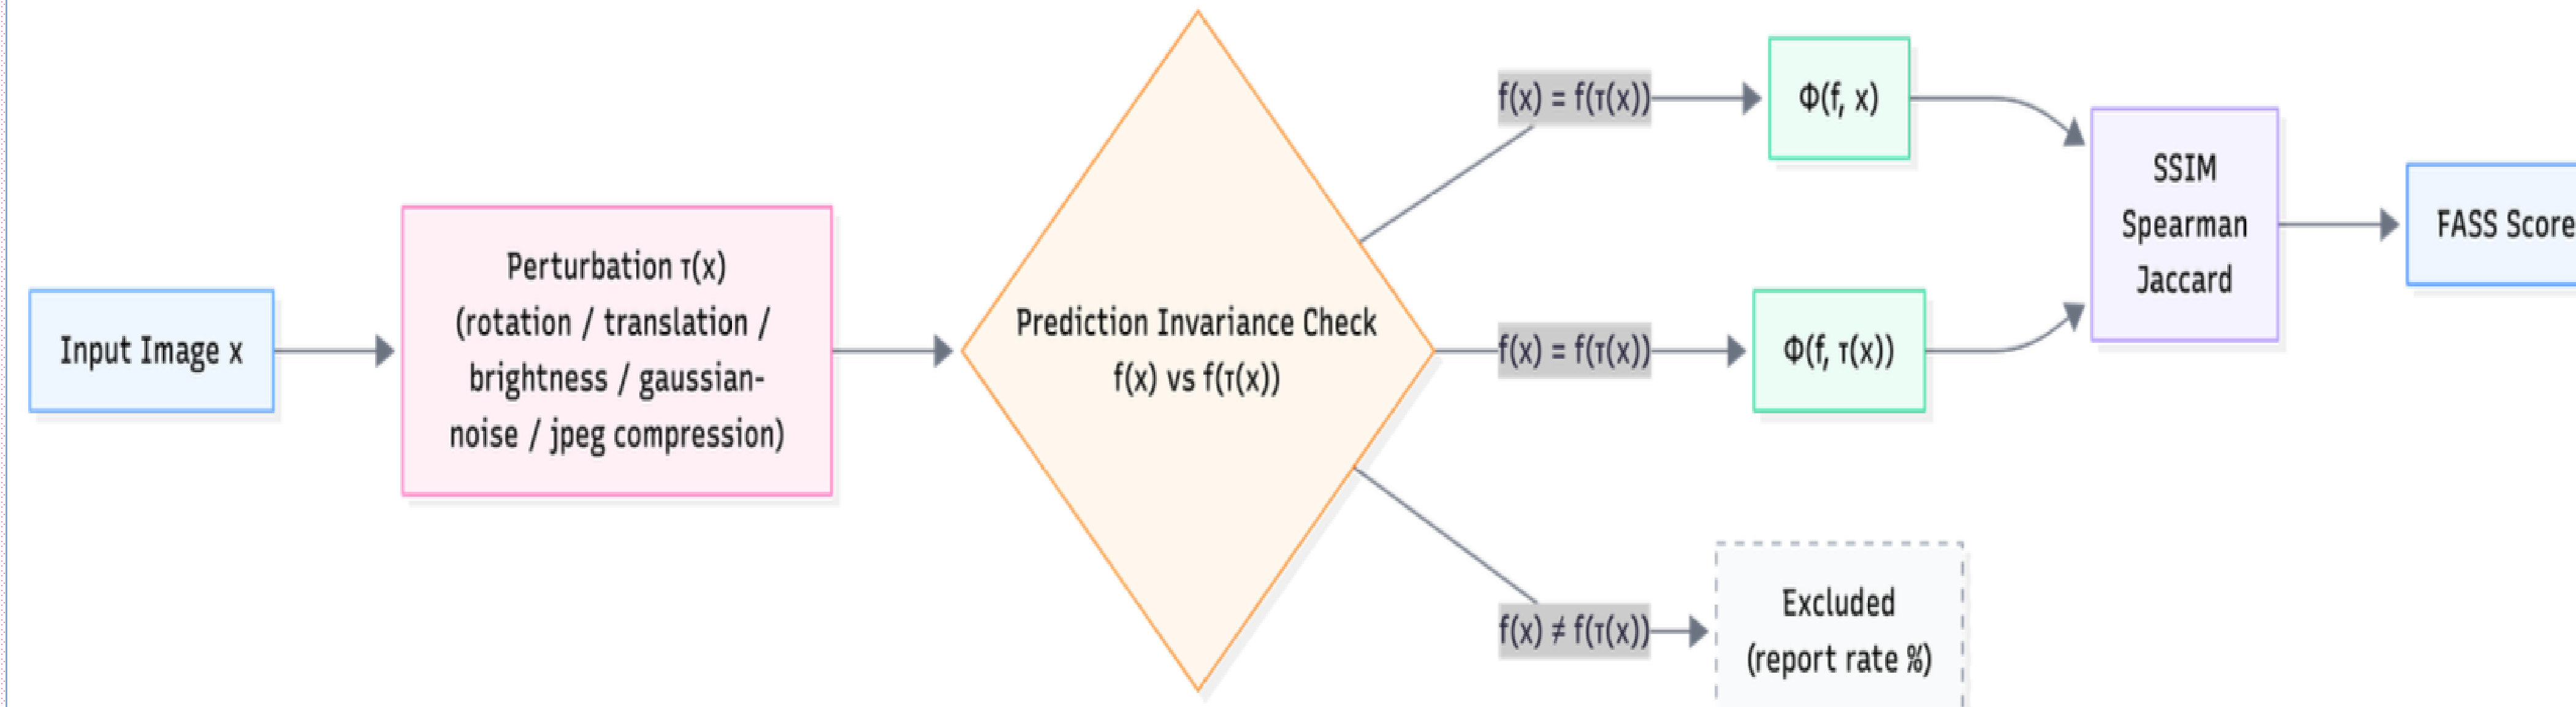 Input Image x
Perturbation τ(x)
(rotation / translation /
brightness / gaussian-
noise / jpeg compression)
Prediction Invariance Check
f(x) vs f(τ(x))
f(x) = f(τ(x))
Φ(f, x)
f(x) = f(τ(x))
Φ(f, τ(x))
f(x) ≠ f(τ(x))
Excluded
(report rate %)
SSIM
Spearman
Jaccard
FASS Score